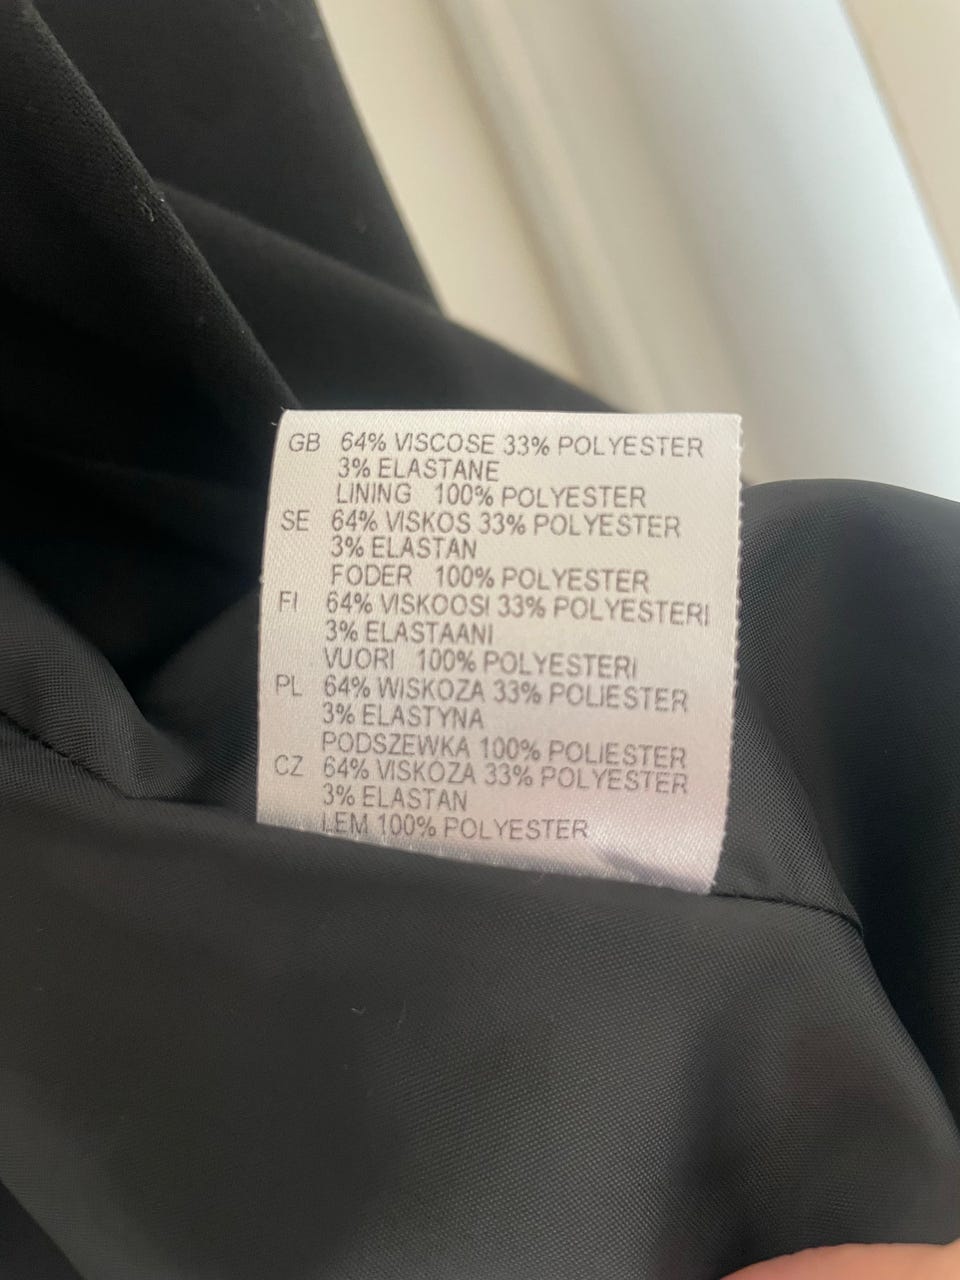 GB 64% VISCOSE 33% POLYESTER
3% ELASTANE
LINING 100% POLYESTER
SE 64% VISKOS 33% POLYESTER
3% ELASTAN
FODER 100% POLYESTER
FI 64% VISKOOSI 33% POLYESTERI
3% ELASTAANI
VUORI 100% POLYESTERI
PL 64% WISKOZA 33% POLIESTER
3% ELASTYNA
PODSZEWKA 100% POLIESTER
CZ 64% VISKOZA 33% POLYESTER
3% ELASTAN
LEM 100% POLYESTER